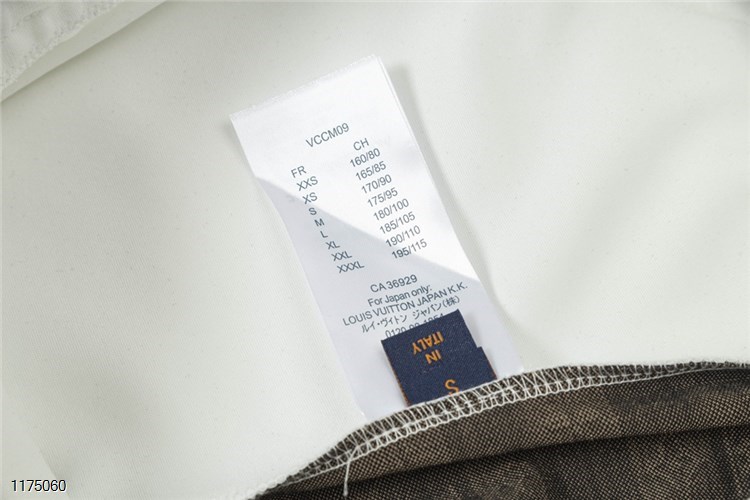 VCCM09
FR CH
XXS 160/80
XS 165/85
S 170/90
M 175/95
L 180/100
XL 185/105
XXL 190/110
XXXL 195/115
CA 36929
For Japan only:
LOUIS VUITTON JAPAN K.K.
ルイ・ヴィトン ジャパン(株)
IN
ITALY
S
1175060